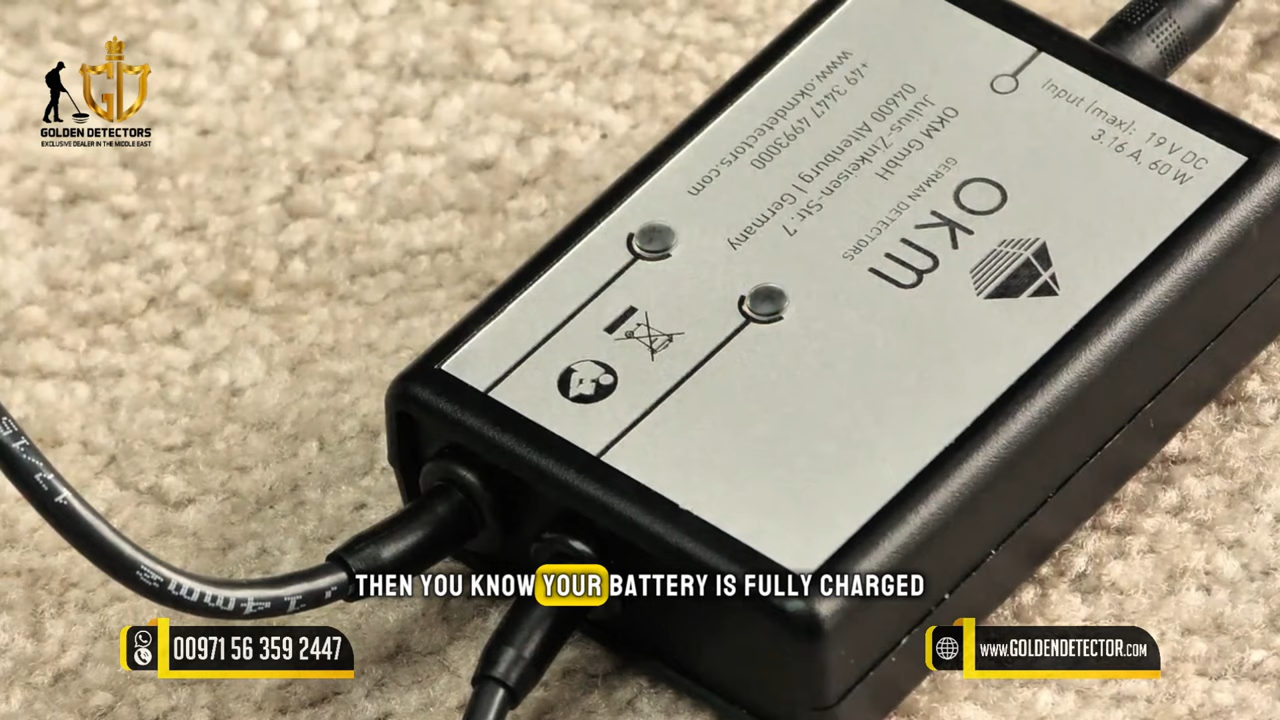 GD
GOLDEN DETECTORS
EXCLUSIVE DEALER IN THE MIDDLE EAST
Input (max): 19 V DC
3.16 A, 60 W
OKM
GERMAN DETECTORS
OKM GmbH
Julius-Zinkeisen-Str. 7
04600 Altenburg | Germany
+49 3447 4993000
www.okmdetectors.com
THEN YOU KNOW YOUR BATTERY IS FULLY CHARGED
00971 56 359 2447
WWW.GOLDENDETECTOR.COM